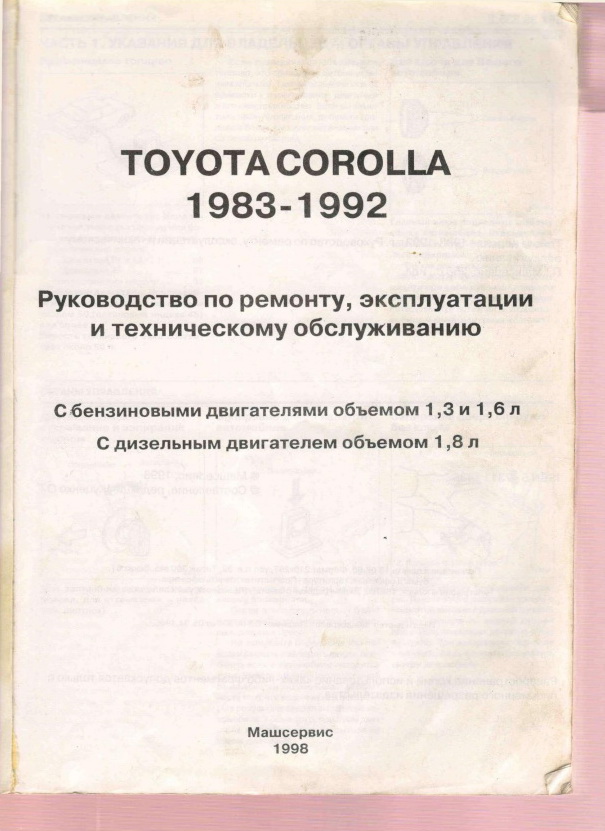 TOYOTA COROLLA
1983-1992
Руководство по ремонту, эксплуатации
и техническому обслуживанию
С бензиновыми двигателями объемом 1,3 и 1,6 л
С дизельным двигателем объемом 1,8 л
Машсервис
1998